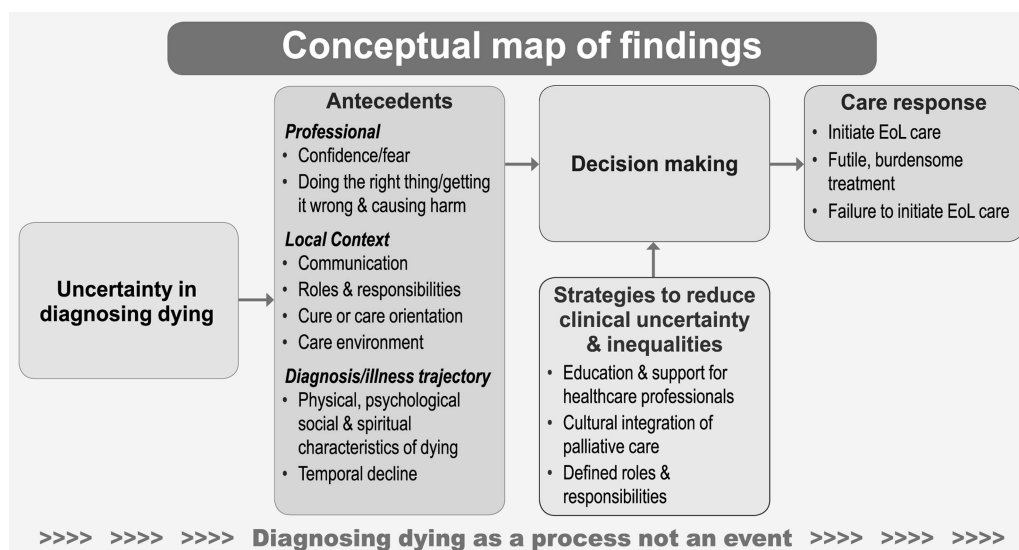 Conceptual map of findings
Uncertainty in
diagnosing dying
Antecedents
Professional
• Confidence/fear
• Doing the right thing/getting
it wrong & causing harm
Local Context
• Communication
• Roles & responsibilities
• Cure or care orientation
• Care environment
Diagnosis/illness trajectory
• Physical, psychological
social & spiritual
characteristics of dying
• Temporal decline
Decision making
Strategies to reduce
clinical uncertainty
& inequalities
• Education & support for
healthcare professionals
• Cultural integration of
palliative care
• Defined roles &
responsibilities
Care response
• Initiate EoL care
• Futile, burdensome
treatment
• Failure to initiate EoL care
>>>> >>>> >>>> Diagnosing dying as a process not an event >>>> >>>> >>>>